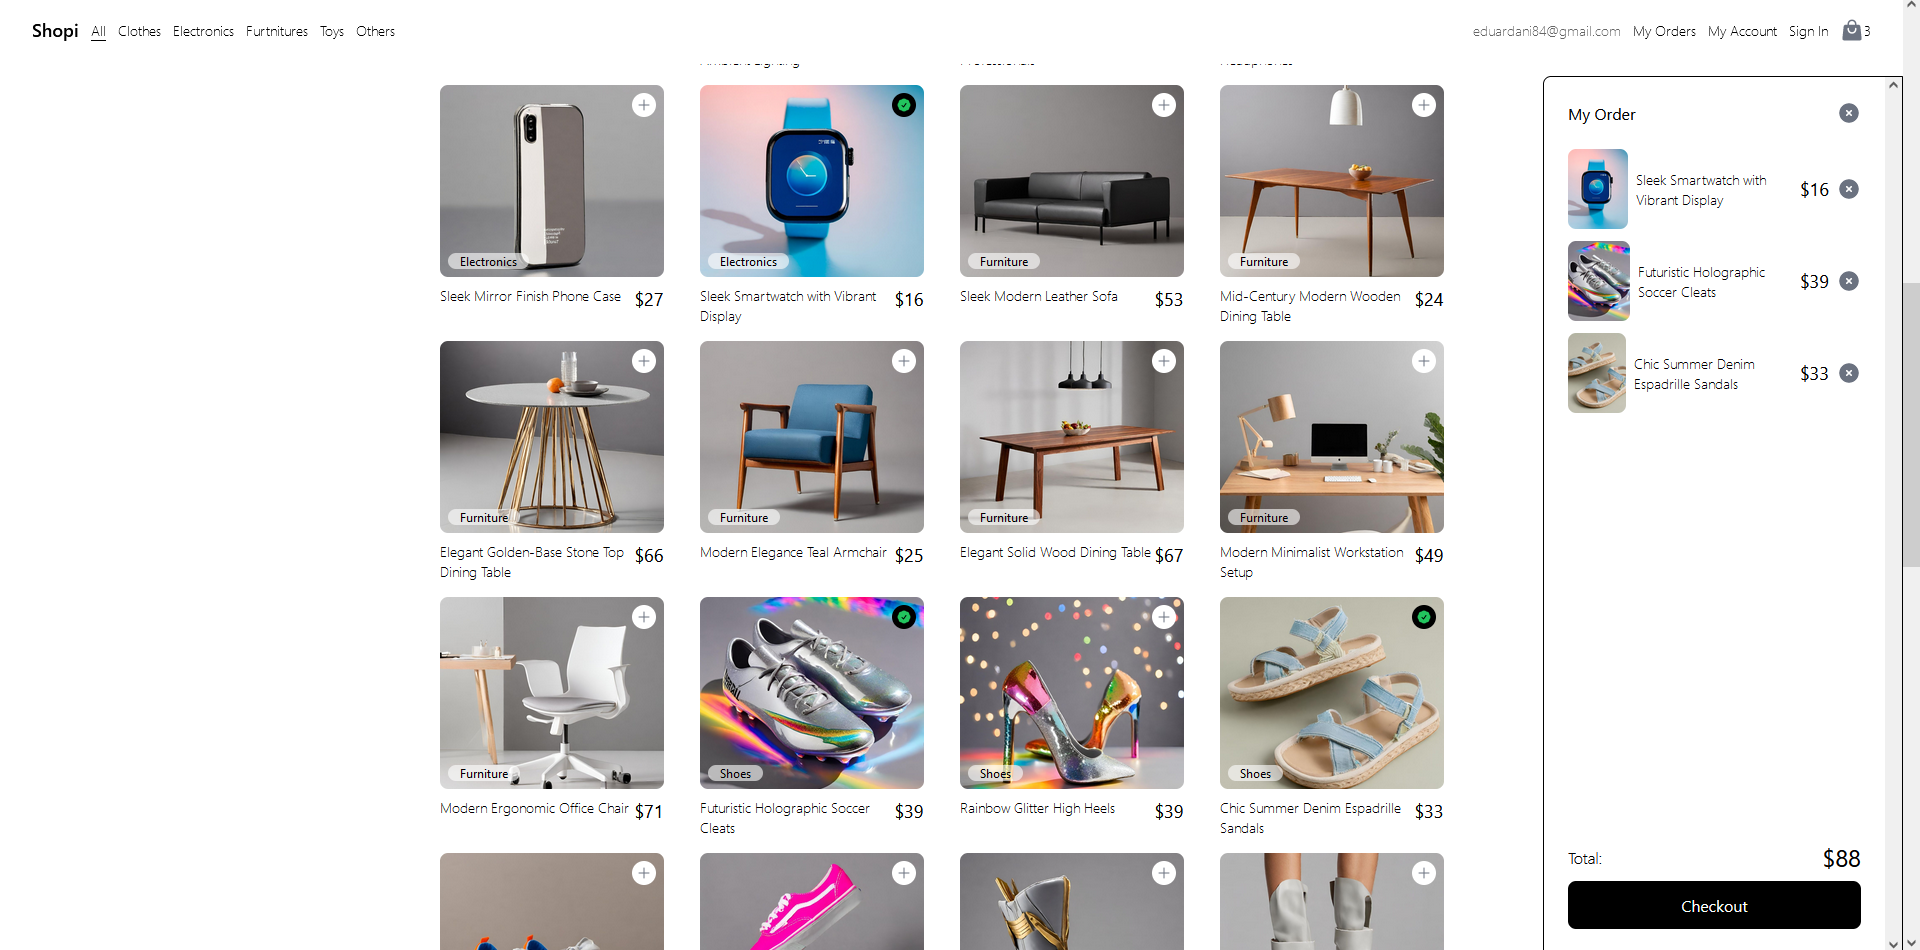 Shopi All Clothes Electronics Furtnitures Toys Others
eduardani84@gmail.com My Orders My Account Sign In 3
Ambient Lighting
Professionals
Headphones
Electronics
Sleek Mirror Finish Phone Case $27
Electronics
Sleek Smartwatch with Vibrant $16
Display
Furniture
Sleek Modern Leather Sofa $53
Furniture
Mid-Century Modern Wooden $24
Dining Table
Furniture
Elegant Golden-Base Stone Top $66
Dining Table
Furniture
Modern Elegance Teal Armchair $25
Furniture
Elegant Solid Wood Dining Table $67
Furniture
Modern Minimalist Workstation $49
Setup
Furniture
Modern Ergonomic Office Chair $71
Shoes
Futuristic Holographic Soccer $39
Cleats
Shoes
Rainbow Glitter High Heels $39
Shoes
Chic Summer Denim Espadrille $33
Sandals
My Order
Sleek Smartwatch with
Vibrant Display
$16
Futuristic Holographic
Soccer Cleats
$39
Chic Summer Denim
Espadrille Sandals
$33
Total: $88
Checkout